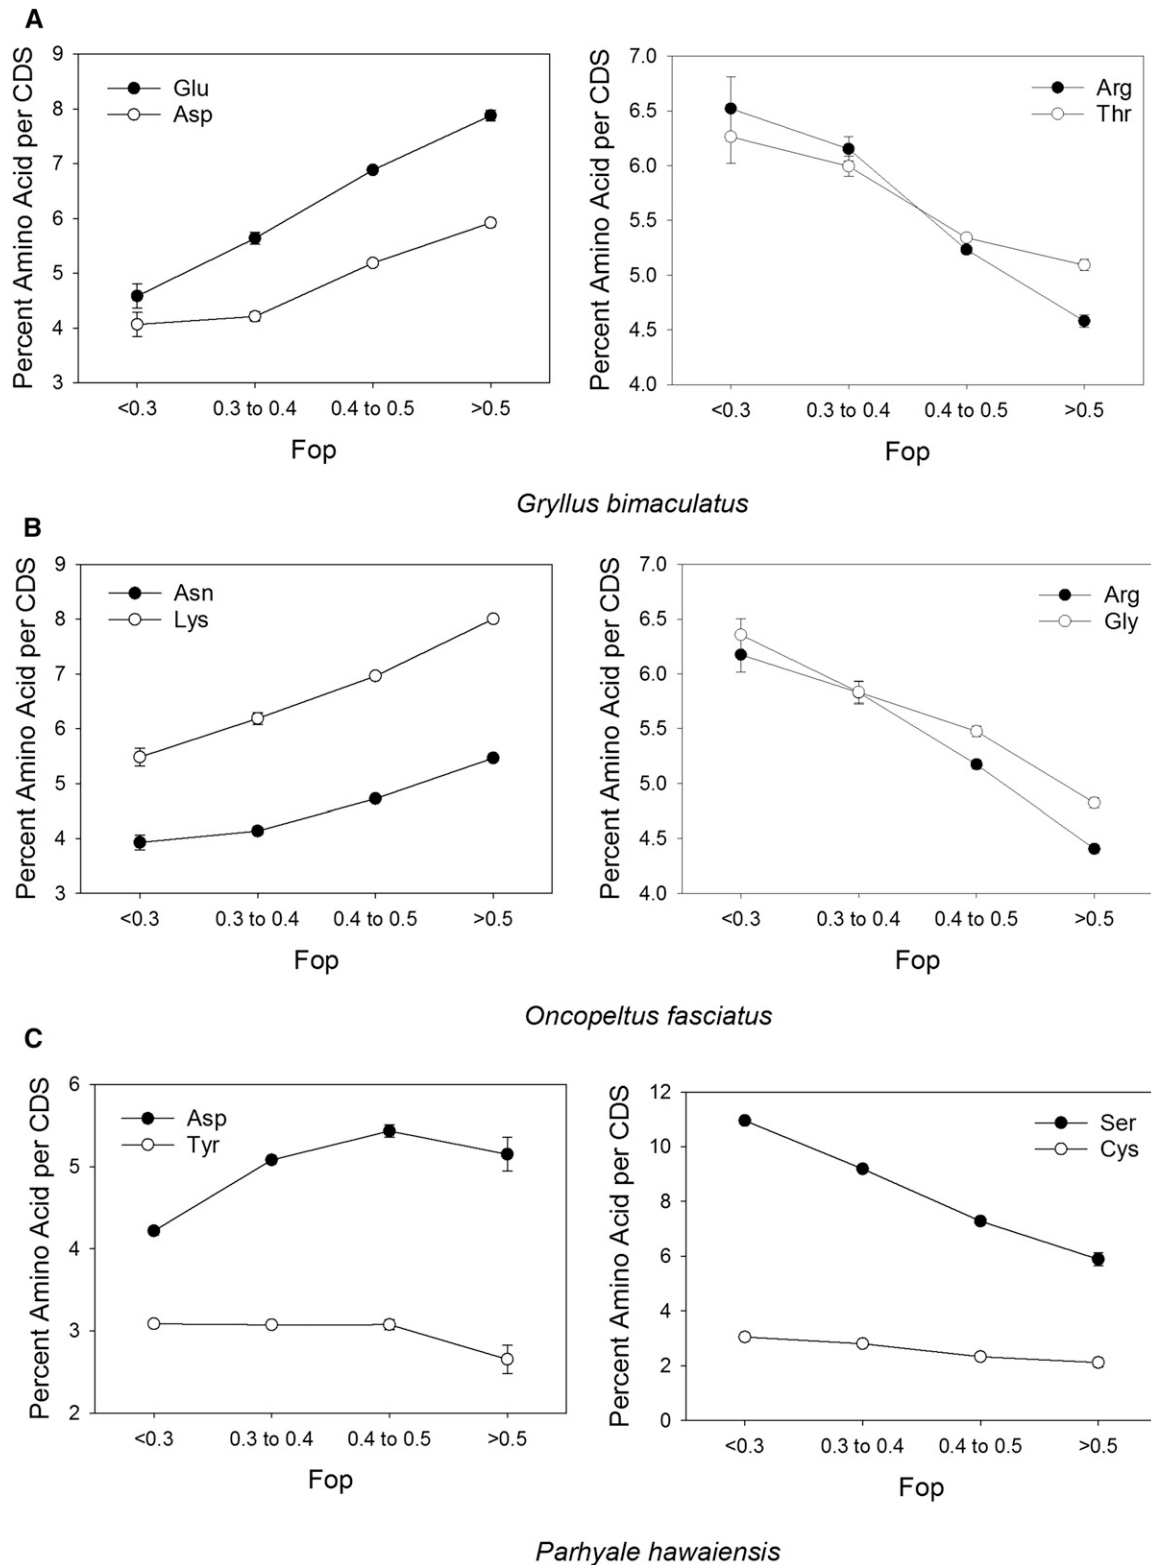 A
Percent Amino Acid per CDS
9
8
7
6
5
4
3
Glu
Asp
<0.3
0.3 to 0.4
0.4 to 0.5
>0.5
Fop
Percent Amino Acid per CDS
7.0
6.5
6.0
5.5
5.0
4.5
4.0
Arg
Thr
<0.3
0.3 to 0.4
0.4 to 0.5
>0.5
Fop
Gryllus bimaculatus
B
Percent Amino Acid per CDS
9
8
7
6
5
4
3
Asn
Lys
<0.3
0.3 to 0.4
0.4 to 0.5
>0.5
Fop
Percent Amino Acid per CDS
7.0
6.5
6.0
5.5
5.0
4.5
4.0
Arg
Gly
<0.3
0.3 to 0.4
0.4 to 0.5
>0.5
Fop
Oncopeltus fasciatus
C
Percent Amino Acid per CDS
6
5
4
3
2
Asp
Tyr
<0.3
0.3 to 0.4
0.4 to 0.5
>0.5
Fop
Percent Amino Acid per CDS
12
10
8
6
4
2
0
Ser
Cys
<0.3
0.3 to 0.4
0.4 to 0.5
>0.5
Fop
Parhyale hawaiensis